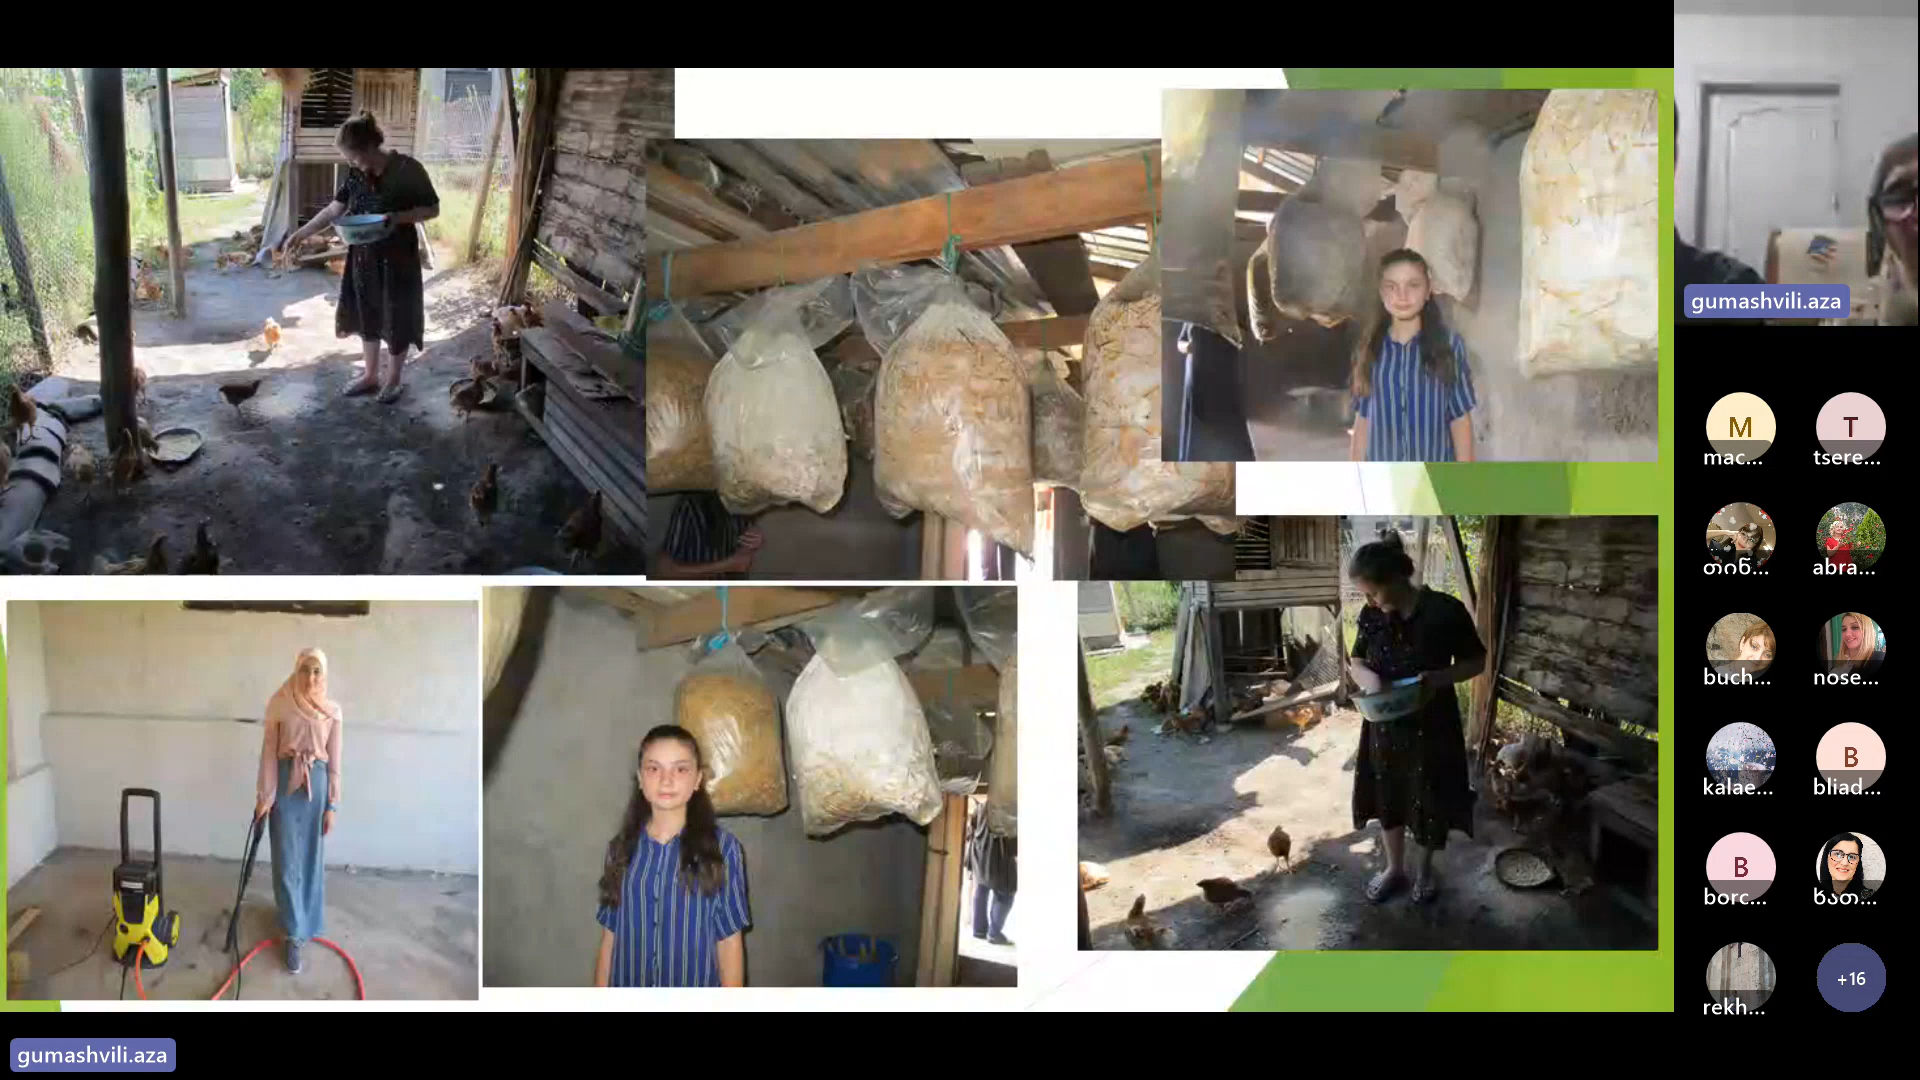 gumashvili.aza
M
mac...
T
tsere...
თინ...
abra...
buch...
nose...
kalae...
B
bliad...
B
borc...
ნათ...
rekh...
+16
gumashvili.aza